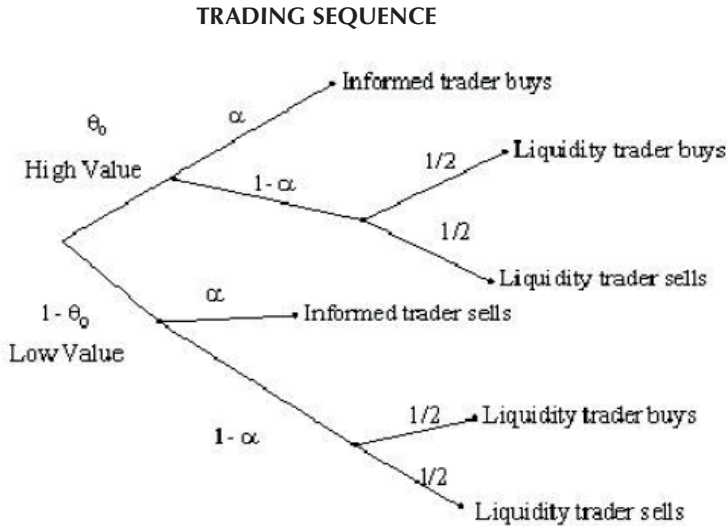 TRADING SEQUENCE
Informed trader buys
θ₀
α
High Value
1/2
Liquidity trader buys
1 - α
1/2
Liquidity trader sells
α
1 - θ₀
Informed trader sells
Low Value
1/2
Liquidity trader buys
1 - α
1/2
Liquidity trader sells